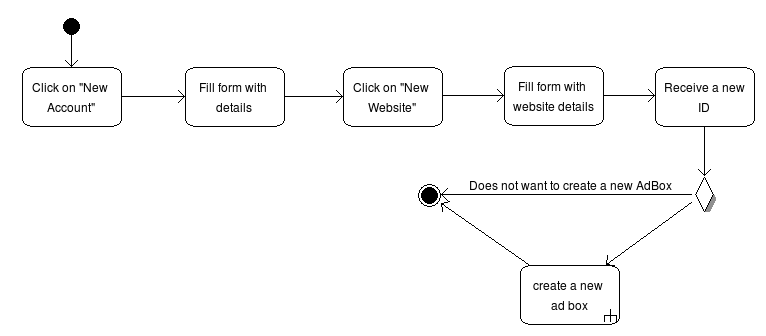 Click on "New
Account"
Fill form with
details
Click on "New
Website"
Fill form with
website details
Receive a new
ID
Does not want to create a new AdBox
create a new
ad box